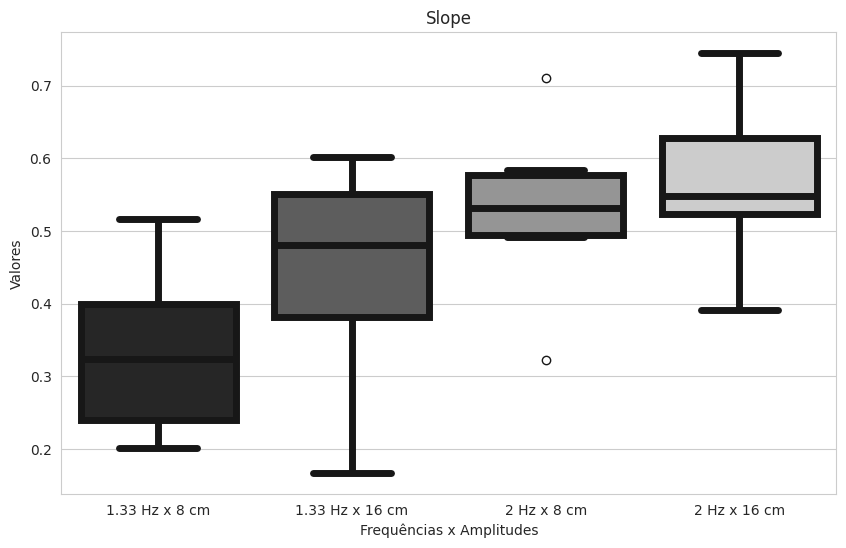 Slope
0.7
0.6
0.5
0.4
0.3
0.2
Valores
1.33 Hz x 8 cm
1.33 Hz x 16 cm
2 Hz x 8 cm
2 Hz x 16 cm
Frequências x Amplitudes